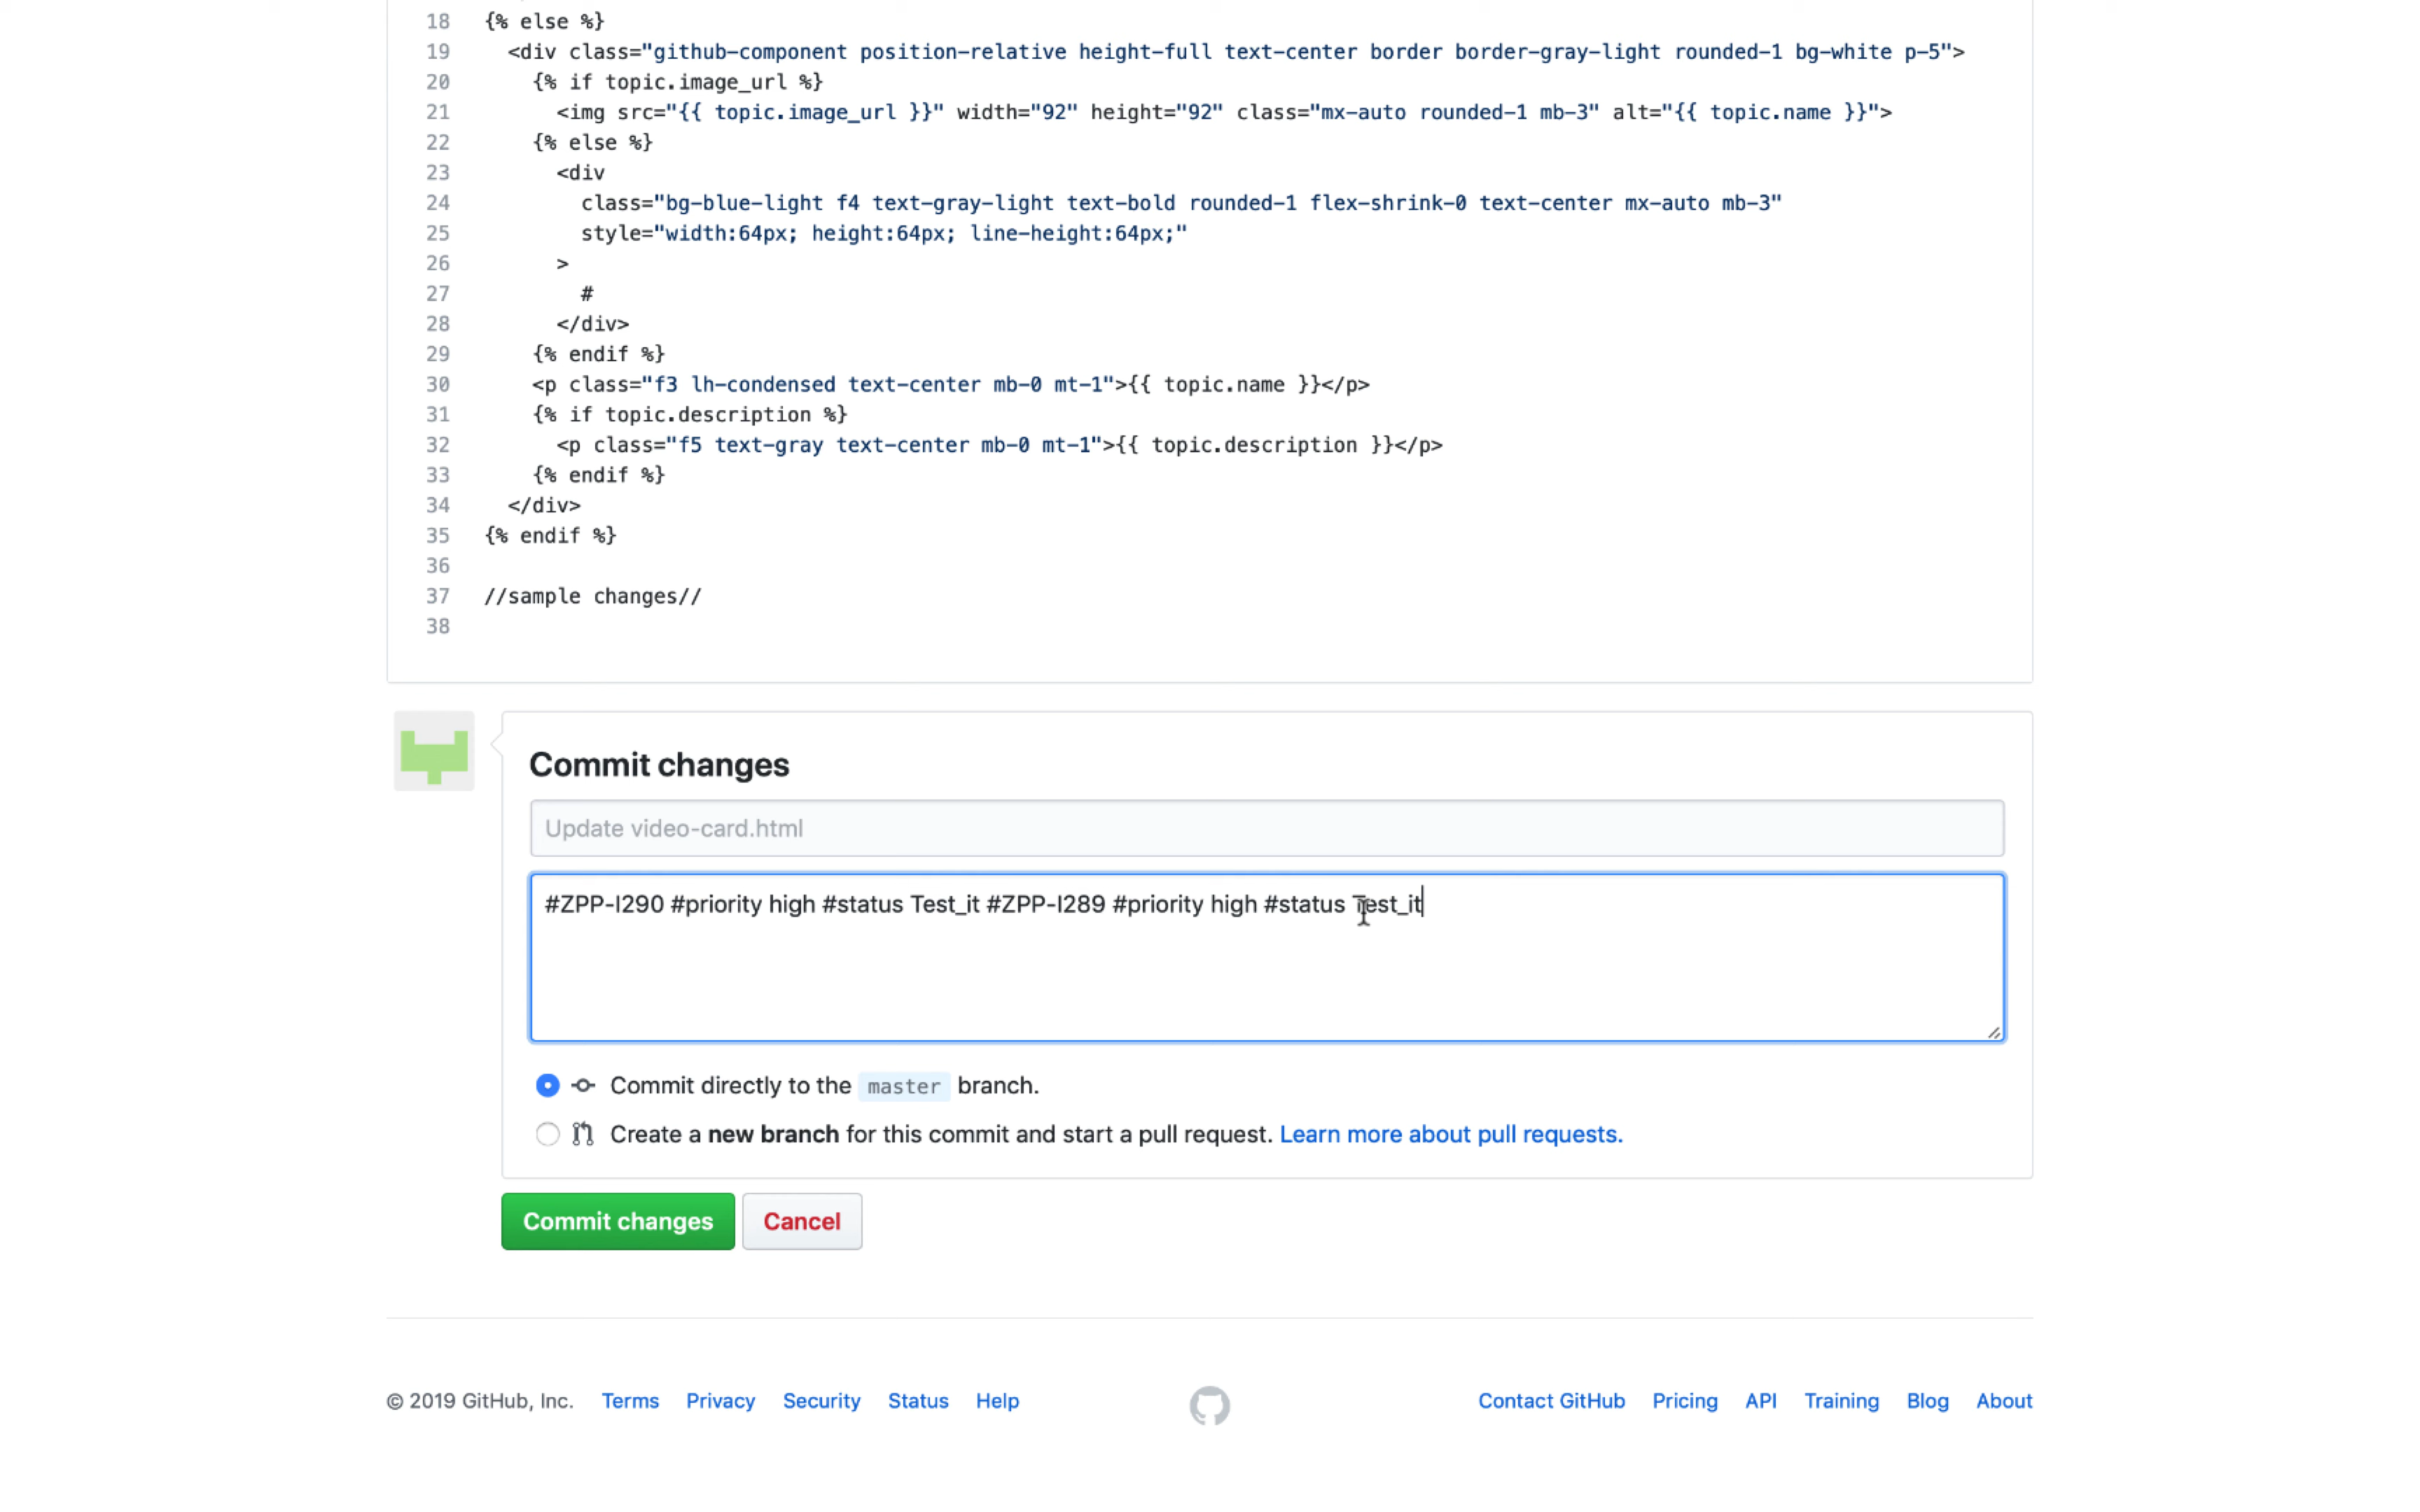 18 {% else %}
19 <div class="github-component position-relative height-full text-center border border-gray-light rounded-1 bg-white p-5">
20 {% if topic.image_url %}
21 <img src="{{ topic.image_url }}" width="92" height="92" class="mx-auto rounded-1 mb-3" alt="{{ topic.name }}">
22 {% else %}
23 <div
24 class="bg-blue-light f4 text-gray-light text-bold rounded-1 flex-shrink-0 text-center mx-auto mb-3"
25 style="width:64px; height:64px; line-height:64px;"
26 >
27 #
28 </div>
29 {% endif %}
30 <p class="f3 lh-condensed text-center mb-0 mt-1">{{ topic.name }}</p>
31 {% if topic.description %}
32 <p class="f5 text-gray text-center mb-0 mt-1">{{ topic.description }}</p>
33 {% endif %}
34 </div>
35 {% endif %}
36
37 //sample changes//
38
Commit changes
Update video-card.html
#ZPP-I290 #priority high #status Test_it #ZPP-I289 #priority high #status Test_it
Commit directly to the master branch.
Create a new branch for this commit and start a pull request. Learn more about pull requests.
Commit changes Cancel
© 2019 GitHub, Inc. Terms Privacy Security Status Help Contact GitHub Pricing API Training Blog About